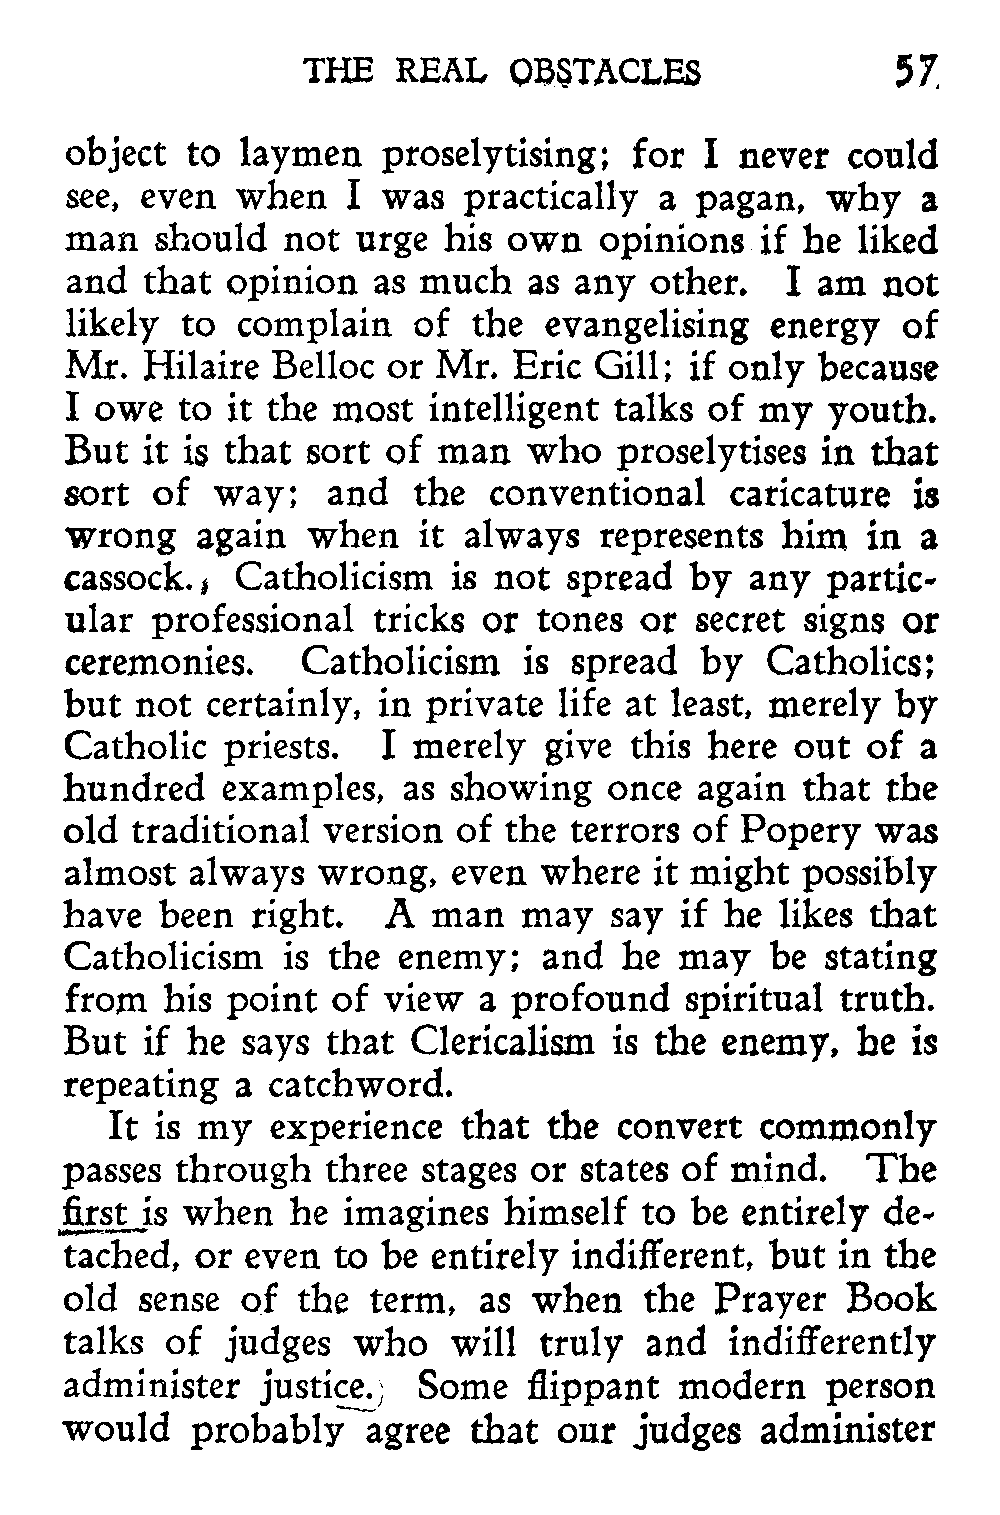 THE REAL OBSTACLES 57
object to laymen proselytising; for I never could
see, even when I was practically a pagan, why a
man should not urge his own opinions if he liked
and that opinion as much as any other. I am not
likely to complain of the evangelising energy of
Mr. Hilaire Belloc or Mr. Eric Gill; if only because
I owe to it the most intelligent talks of my youth.
But it is that sort of man who proselytises in that
sort of way; and the conventional caricature is
wrong again when it always represents him in a
cassock. Catholicism is not spread by any partic-
ular professional tricks or tones or secret signs or
ceremonies. Catholicism is spread by Catholics;
but not certainly, in private life at least, merely by
Catholic priests. I merely give this here out of a
hundred examples, as showing once again that the
old traditional version of the terrors of Popery was
almost always wrong, even where it might possibly
have been right. A man may say if he likes that
Catholicism is the enemy; and he may be stating
from his point of view a profound spiritual truth.
But if he says that Clericalism is the enemy, he is
repeating a catchword.
It is my experience that the convert commonly
passes through three stages or states of mind. The
first is when he imagines himself to be entirely de-
tached, or even to be entirely indifferent, but in the
old sense of the term, as when the Prayer Book
talks of judges who will truly and indifferently
administer justice. Some flippant modern person
would probably agree that our judges administer